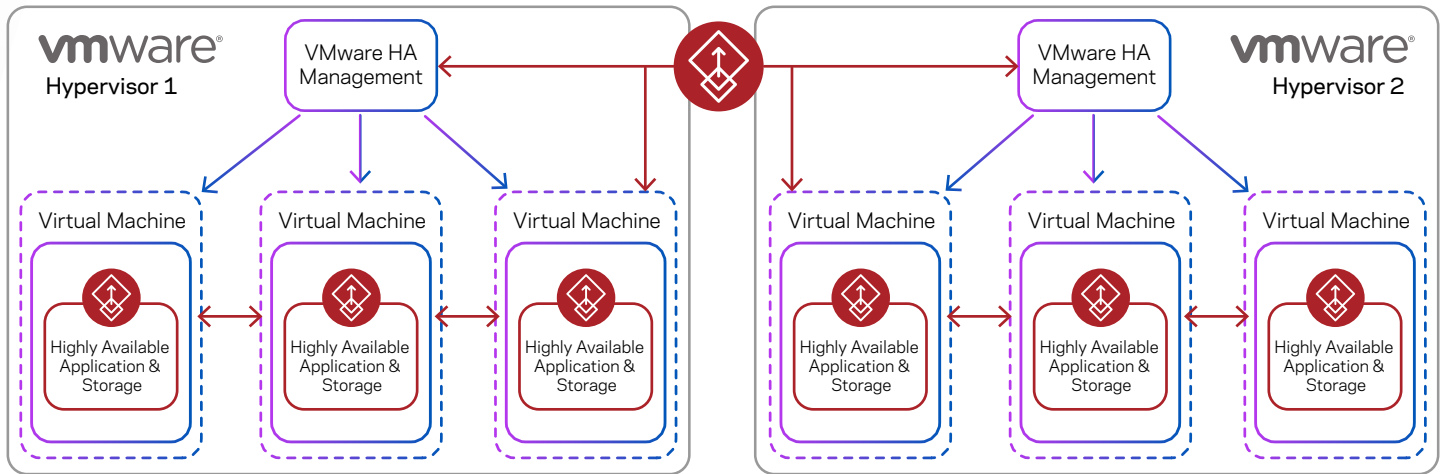 vmware®
Hypervisor 1
VMware HA
Management
VMware HA
Management
vmware®
Hypervisor 2
Virtual Machine
Virtual Machine
Virtual Machine
Virtual Machine
Virtual Machine
Virtual Machine
Highly Available
Application &
Storage
Highly Available
Application &
Storage
Highly Available
Application &
Storage
Highly Available
Application &
Storage
Highly Available
Application &
Storage
Highly Available
Application &
Storage